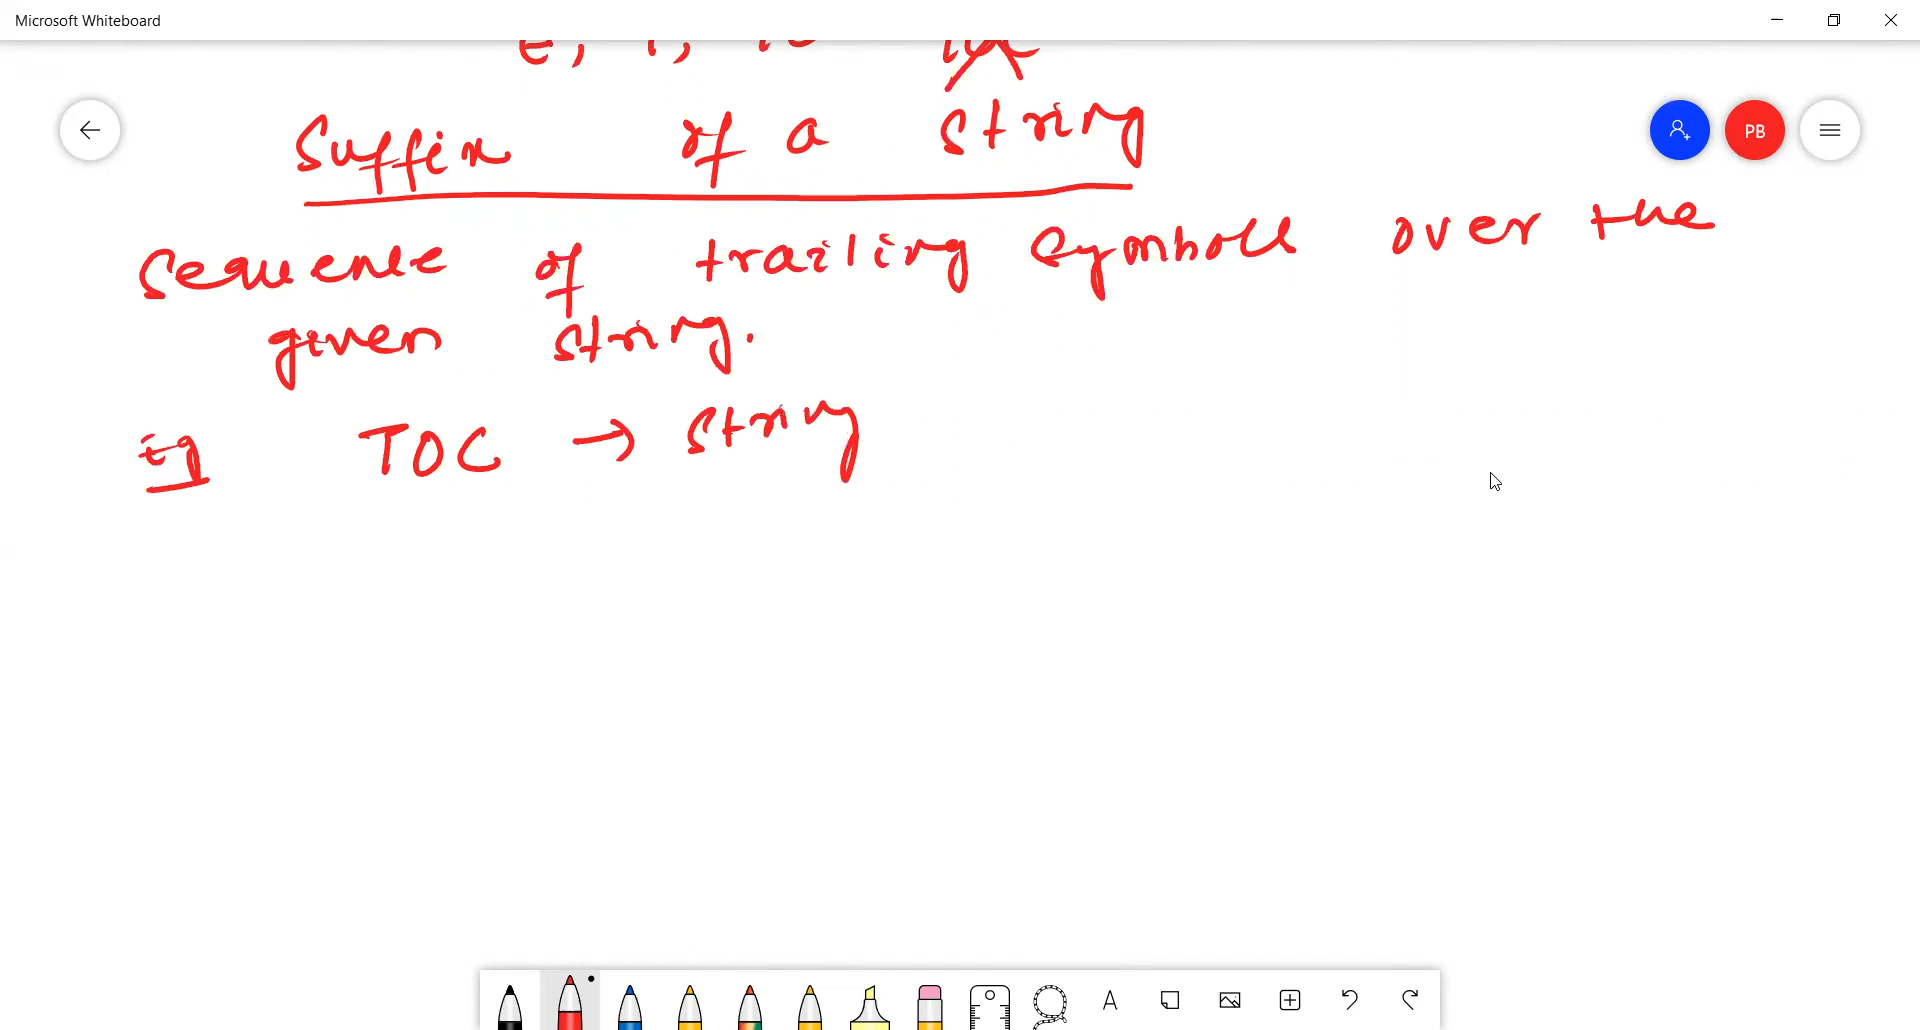 Microsoft Whiteboard
Suffix of a string
PB
Sequence of trailing symbols over the
given string.
Eg TOC → string